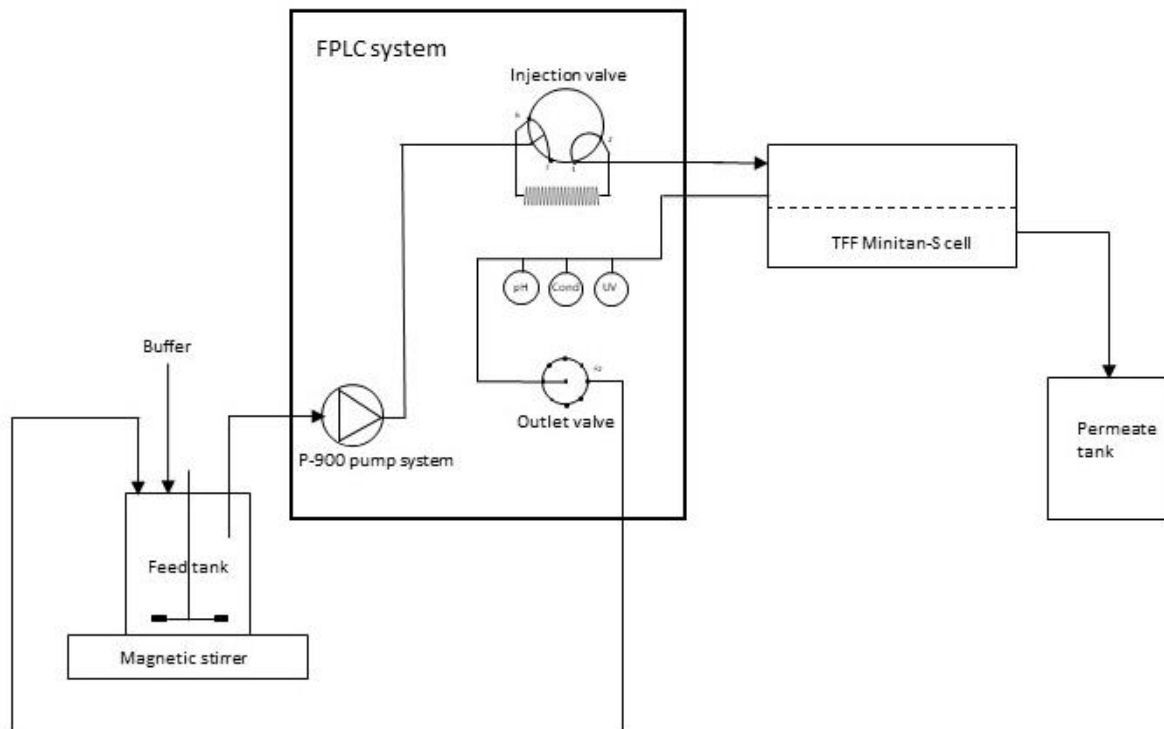 FPLC system
Injection valve
TFF Minitan-S cell
pH
Cond
UV
Buffer
Outlet valve
P-900 pump system
Permeate
tank
Feed tank
Magnetic stirrer